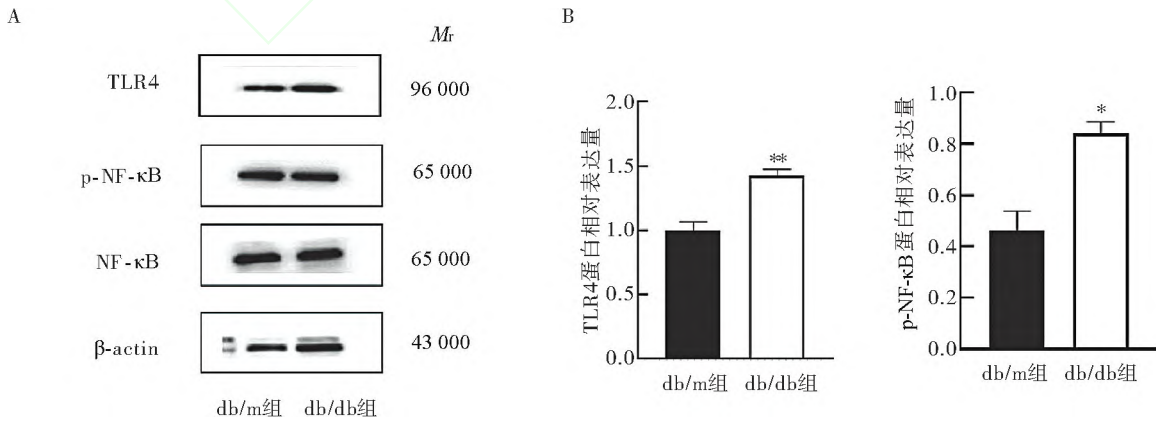 A
Mr
TLR4
96 000
p-NF-κB
65 000
NF-κB
65 000
β-actin
43 000
db/m组
db/db组
B
TLR4蛋白相对表达量
2.0
1.5
1.0
0.5
0.0
**
db/m组
db/db组
p-NF-κB蛋白相对表达量
1.0
0.8
0.6
0.4
0.2
0.0
*
db/m组
db/db组